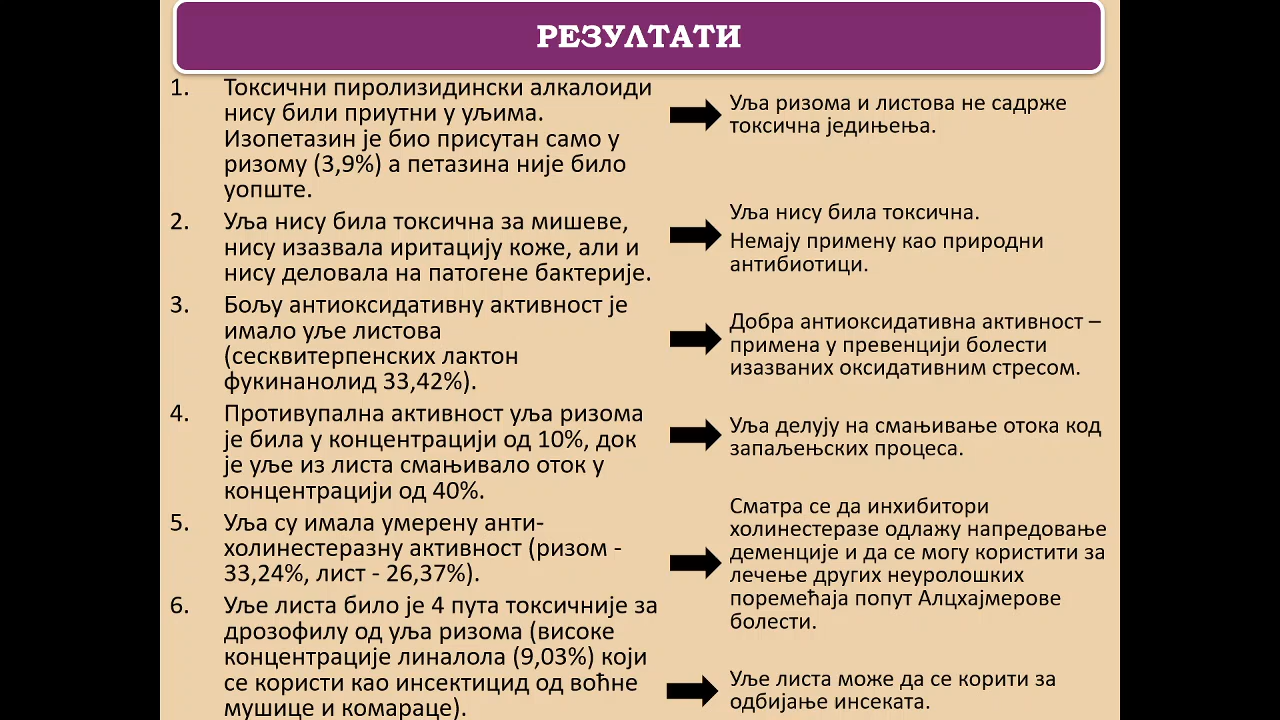 РЕЗУЛТАТИ
1. Токсични пиролизидински алкалоиди
нису били приутни у уљима.
Изопетазин је био присутан само у
ризому (3,9%) а петазина није било
уопште.
2. Уља нису била токсична за мишеве,
нису изазвала иритацију коже, али и
нису деловала на патогене бактерије.
3. Бољу антиоксидативну активност је
имало уље листова
(сесквитерпенских лактон
фукинанолид 33,42%).
4. Противупална активност уља ризома
је била у концентрацији од 10%, док
је уље из листа смањивало оток у
концентрацији од 40%.
5. Уља су имала умерену анти-
холинестеразну активност (ризом -
33,24%, лист - 26,37%).
6. Уље листа било је 4 пута токсичније за
дрозофилу од уља ризома (високе
концентрације линалола (9,03%) који
се користи као инсектицид од воћне
мушице и комараце).
Уља ризома и листова не садрже
токсична једињења.
Уља нису била токсична.
Немају примену као природни
антибиотици.
Добра антиоксидативна активност –
примена у превенцији болести
изазваних оксидативним стресом.
Уља делују на смањивање отока код
запаљењских процеса.
Сматра се да инхибитори
холинестеразе одлажу напредовање
деменције и да се могу користити за
лечење других неуролошких
поремећаја попут Алцхајмерове
болести.
Уље листа може да се корити за
одбијање инсеката.